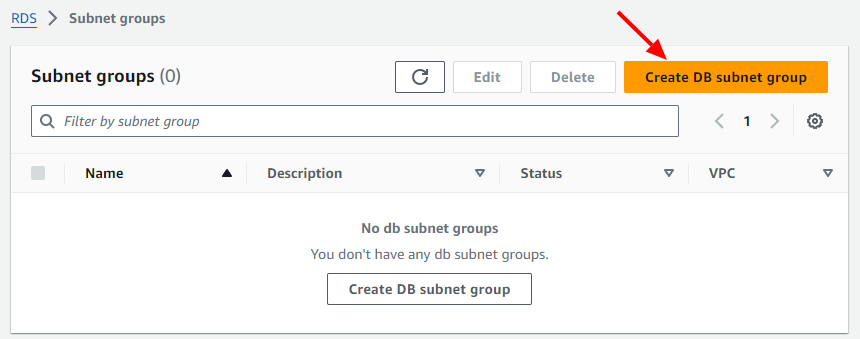 RDS > Subnet groups
Subnet groups (0) Edit Delete Create DB subnet group
Filter by subnet group 1
Name Description Status VPC
No db subnet groups
You don't have any db subnet groups.
Create DB subnet group